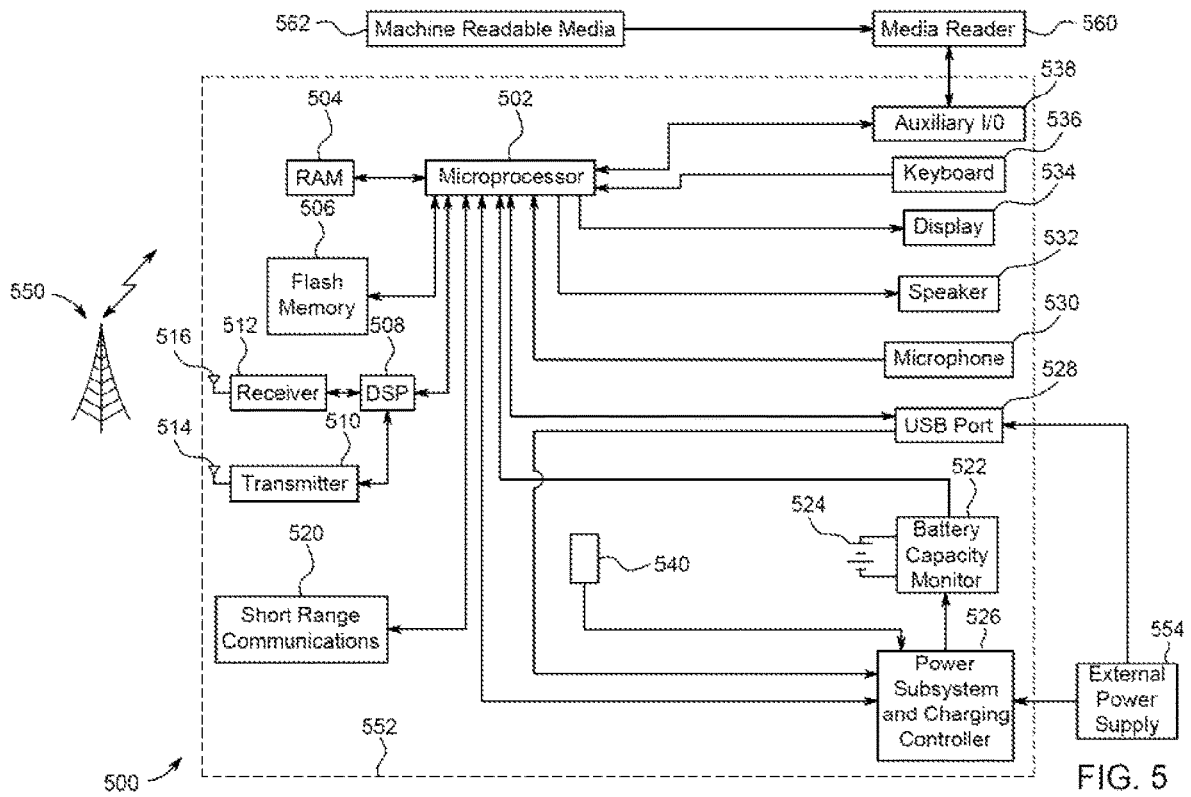 562
Machine Readable Media
Media Reader
560
538
504
502
Auxiliary I/0
536
RAM
Microprocessor
Keyboard
506
534
Display
550
Flash
Memory
532
Speaker
516
512
508
530
Receiver
DSP
Microphone
528
514
510
USB Port
Transmitter
522
524
Battery
Capacity
Monitor
520
540
Short Range
Communications
526
554
Power
Subsystem
and Charging
Controller
External
Power
Supply
552
500
FIG. 5